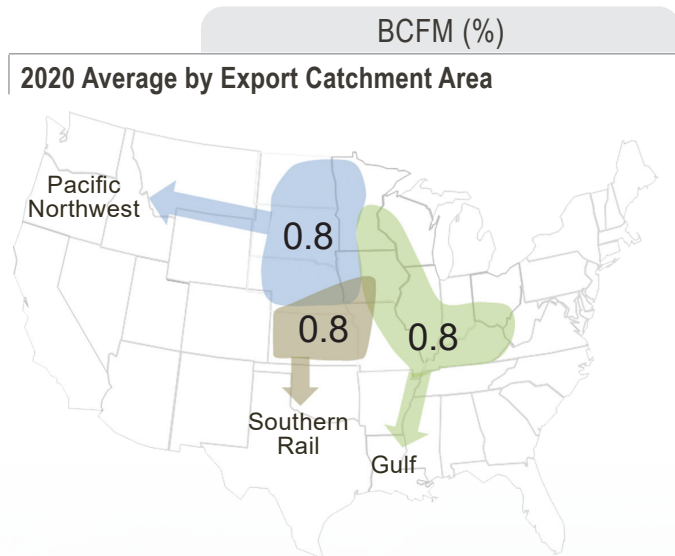 BCFM (%)
2020 Average by Export Catchment Area
Pacific
Northwest
0.8
0.8
0.8
Southern
Rail
Gulf